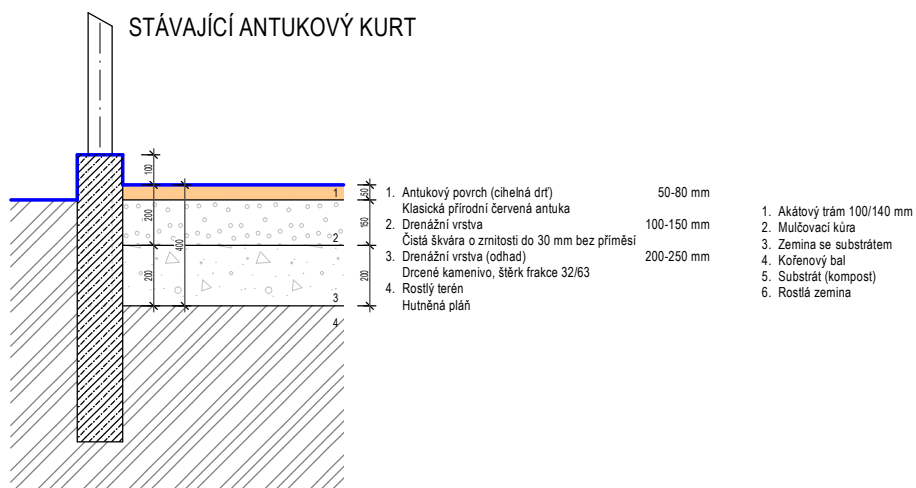 STÁVAJÍCÍ ANTUKOVÝ KURT
100
200
400
200
50
150
200
1
2
3
4
1. Antukový povrch (cihelná drť) 50-80 mm
Klasická přírodní červená antuka
2. Drenážní vrstva 100-150 mm
Čistá škvára o zrnitosti do 30 mm bez příměsí
3. Drenážní vrstva (odhad) 200-250 mm
Drcené kamenivo, štěrk frakce 32/63
4. Rostlý terén
Hutněná pláň
1. Akátový trám 100/140 mm
2. Mulčovací kůra
3. Zemina se substrátem
4. Kořenový bal
5. Substrát (kompost)
6. Rostlá zemina